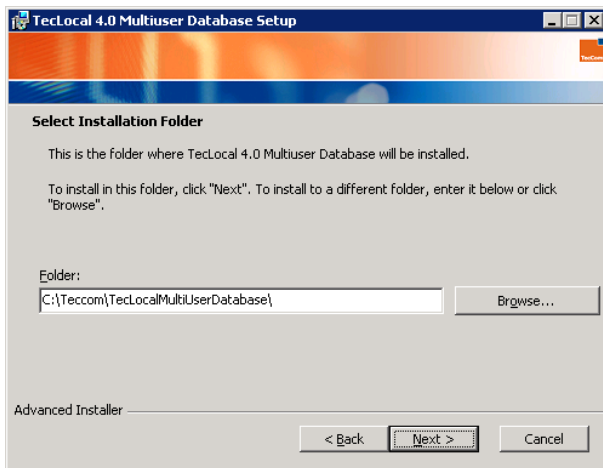 TecLocal 4.0 Multiuser Database Setup
TecCom
Select Installation Folder
This is the folder where TecLocal 4.0 Multiuser Database will be installed.
To install in this folder, click "Next". To install to a different folder, enter it below or click
"Browse".
Folder:
C:\Teccom\TecLocalMultiUserDatabase\
Browse...
Advanced Installer
< Back
Next >
Cancel